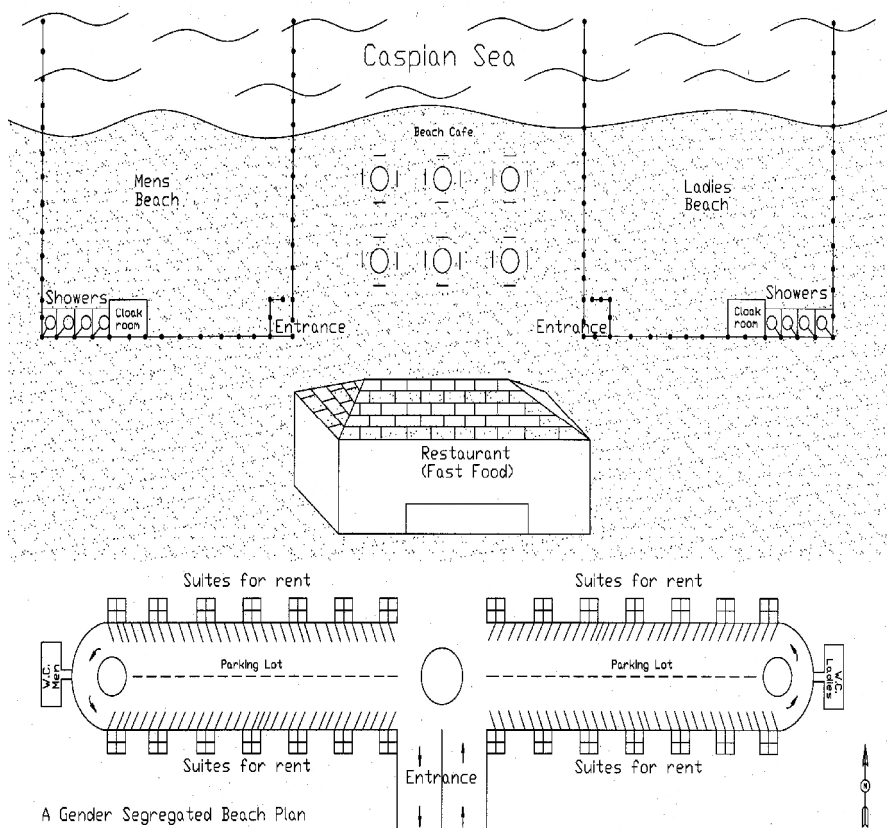 Caspian Sea
Beach Cafe
Mens
Beach
Ladies
Beach
Showers
Cloak
room
Entrance
Entrance
Cloak
room
Showers
Restaurant
(Fast Food)
Suites for rent
Suites for rent
W.C.
Men
Parking Lot
Parking Lot
W.C.
Ladies
Suites for rent
Entrance
Suites for rent
N
A Gender Segregated Beach Plan